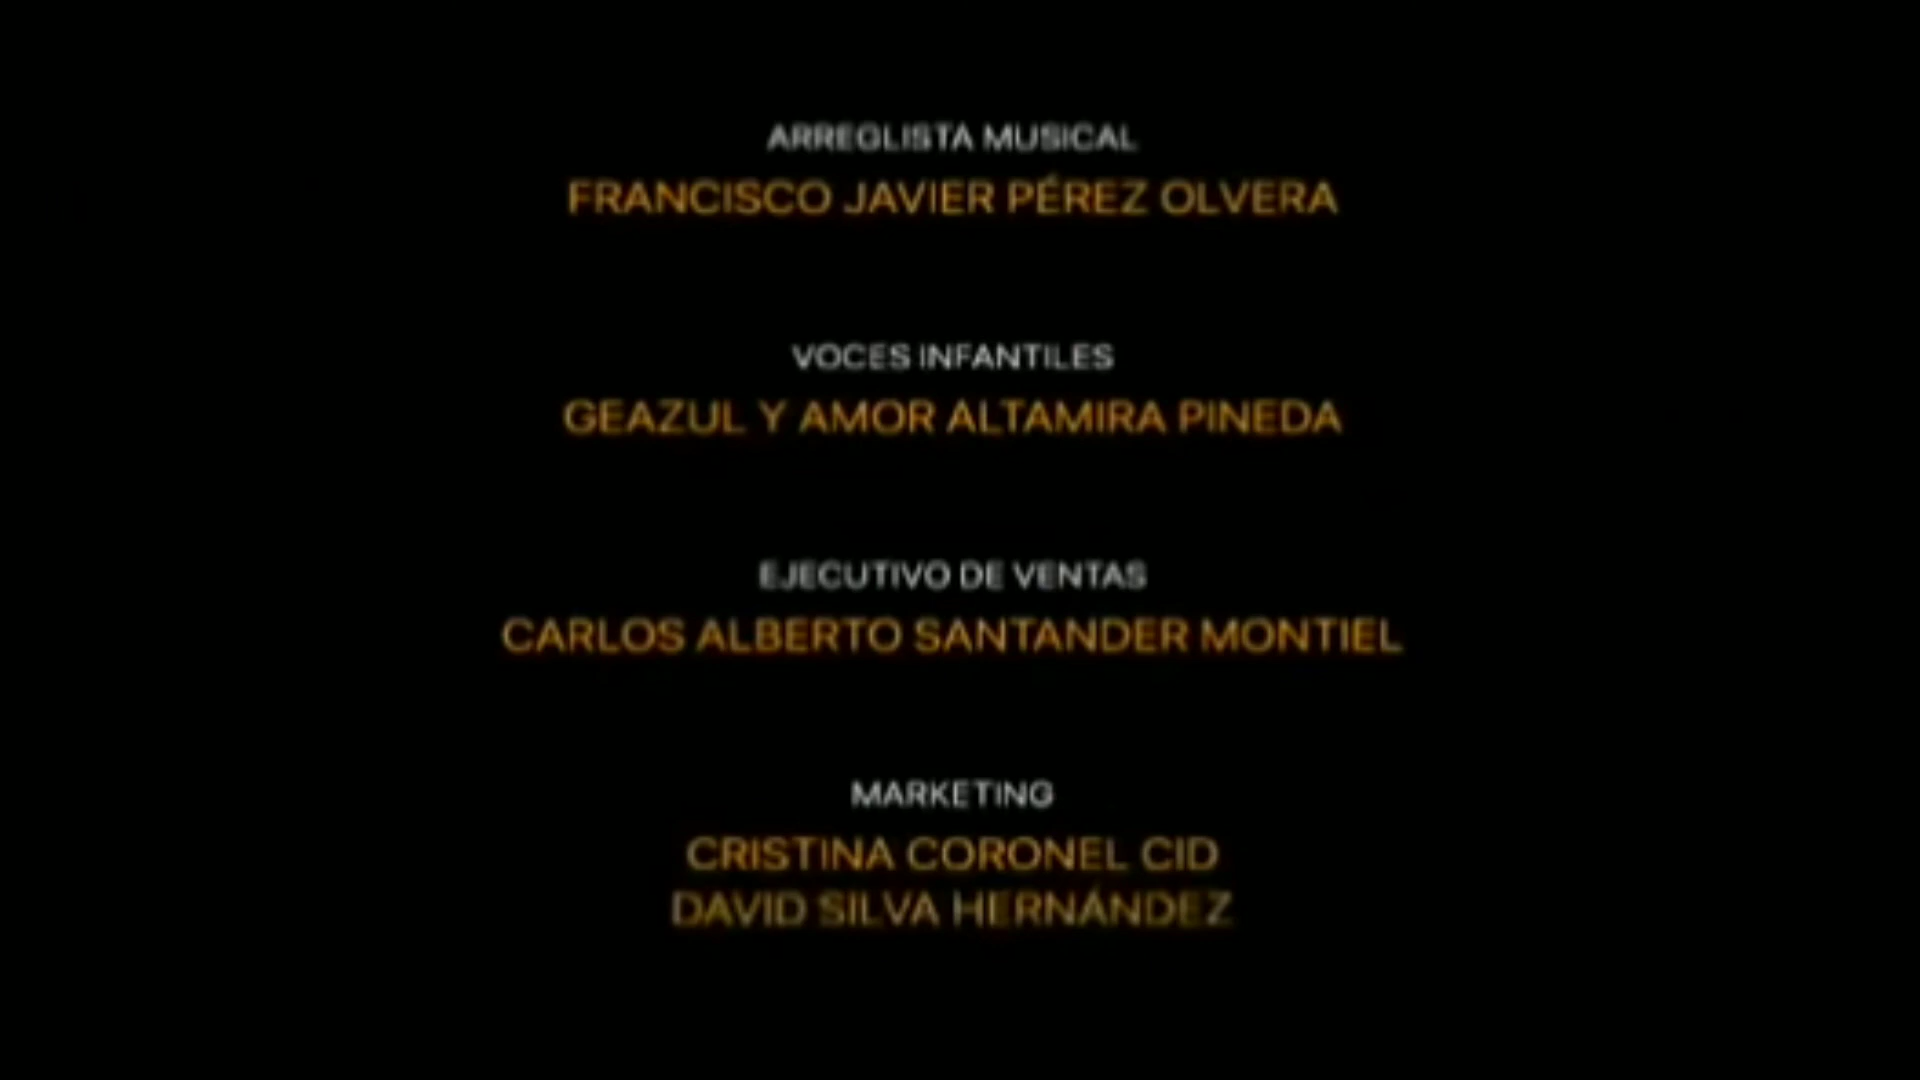 ARREGLISTA MUSICAL
FRANCISCO JAVIER PÉREZ OLVERA
VOCES INFANTILES
GEAZUL Y AMOR ALTAMIRA PINEDA
EJECUTIVO DE VENTAS
CARLOS ALBERTO SANTANDER MONTIEL
MARKETING
CRISTINA CORONEL CID
DAVID SILVA HERNÁNDEZ